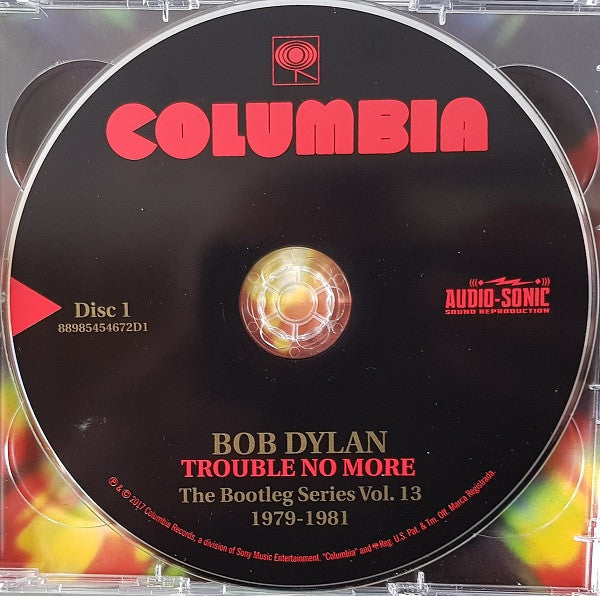 COLUMBIA
Disc 1
88985454672D1
AUDIO-SONIC
SOUND REPRODUCTION
BOB DYLAN
TROUBLE NO MORE
The Bootleg Series Vol. 13
1979-1981
℗ & © 2017 Columbia Records, a division of Sony Music Entertainment. "Columbia" and Reg. U.S. Pat. & Tm. Off. Marca Registrada.